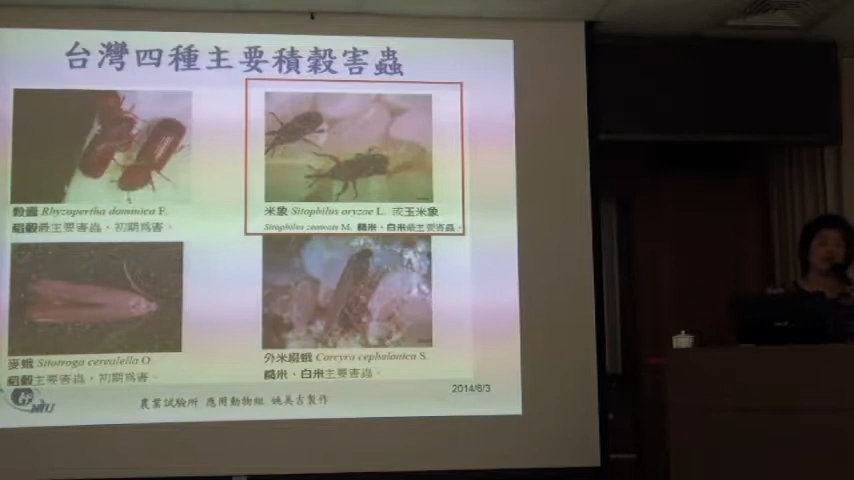 台灣四種主要積穀害蟲
穀蠹 Rhyzopertha dominica F.
稻穀最主要害蟲,初期為害。
米象 Sitophilus oryzae L. 或玉米象
Sitophilus zeamais M. 糙米、白米最主要害蟲。
麥蛾 Sitotroga cerealella O.
稻穀主要害蟲,初期為害。
外米綴蛾 Corcyra cephalonica S.
糙米、白米主要害蟲。
2014/6/3
農業試驗所 應用動物組 姚美吉製作